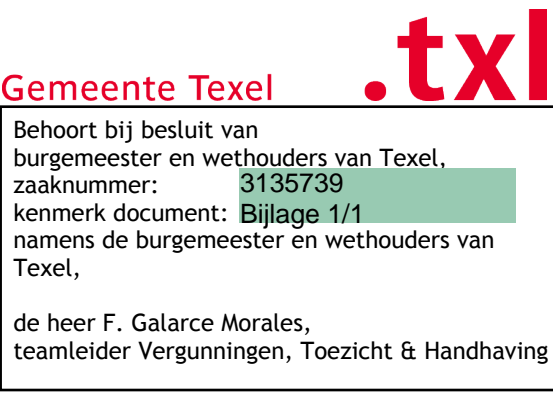 .txl
Gemeente Texel
Behoort bij besluit van
burgemeester en wethouders van Texel,
zaaknummer: 3135739
kenmerk document: Bijlage 1/1
namens de burgemeester en wethouders van
Texel,
de heer F. Galarce Morales,
teamleider Vergunningen, Toezicht & Handhaving